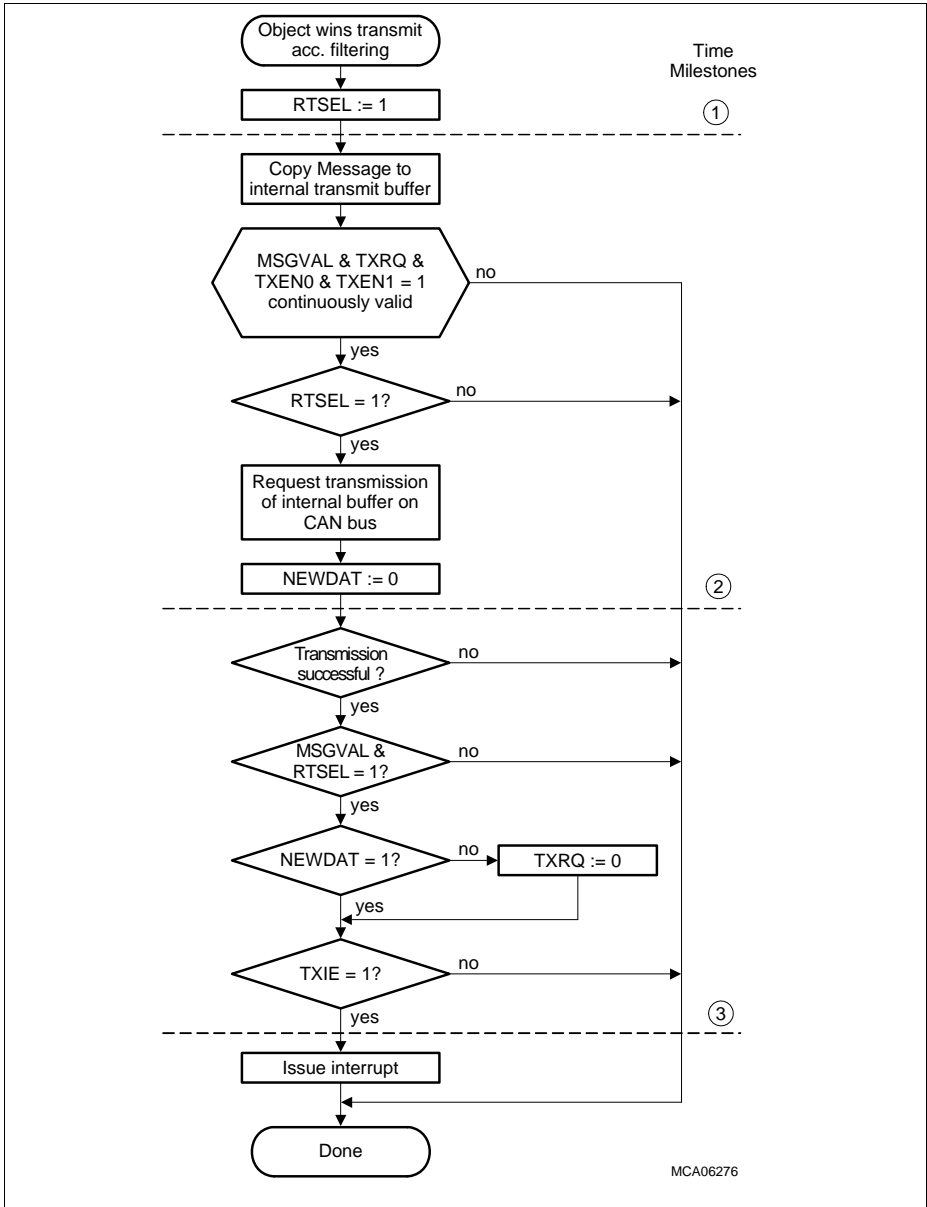 Object wins transmit
acc. filtering
Time
Milestones
RTSEL := 1
1
Copy Message to
internal transmit buffer
MSGVAL & TXRQ &
TXEN0 & TXEN1 = 1
continuously valid
no
yes
RTSEL = 1?
no
yes
Request transmission
of internal buffer on
CAN bus
NEWDAT := 0
2
Transmission
successful ?
no
yes
MSGVAL &
RTSEL = 1?
no
yes
NEWDAT = 1?
no
TXRQ := 0
yes
TXIE = 1?
no
yes
3
Issue interrupt
Done
MCA06276